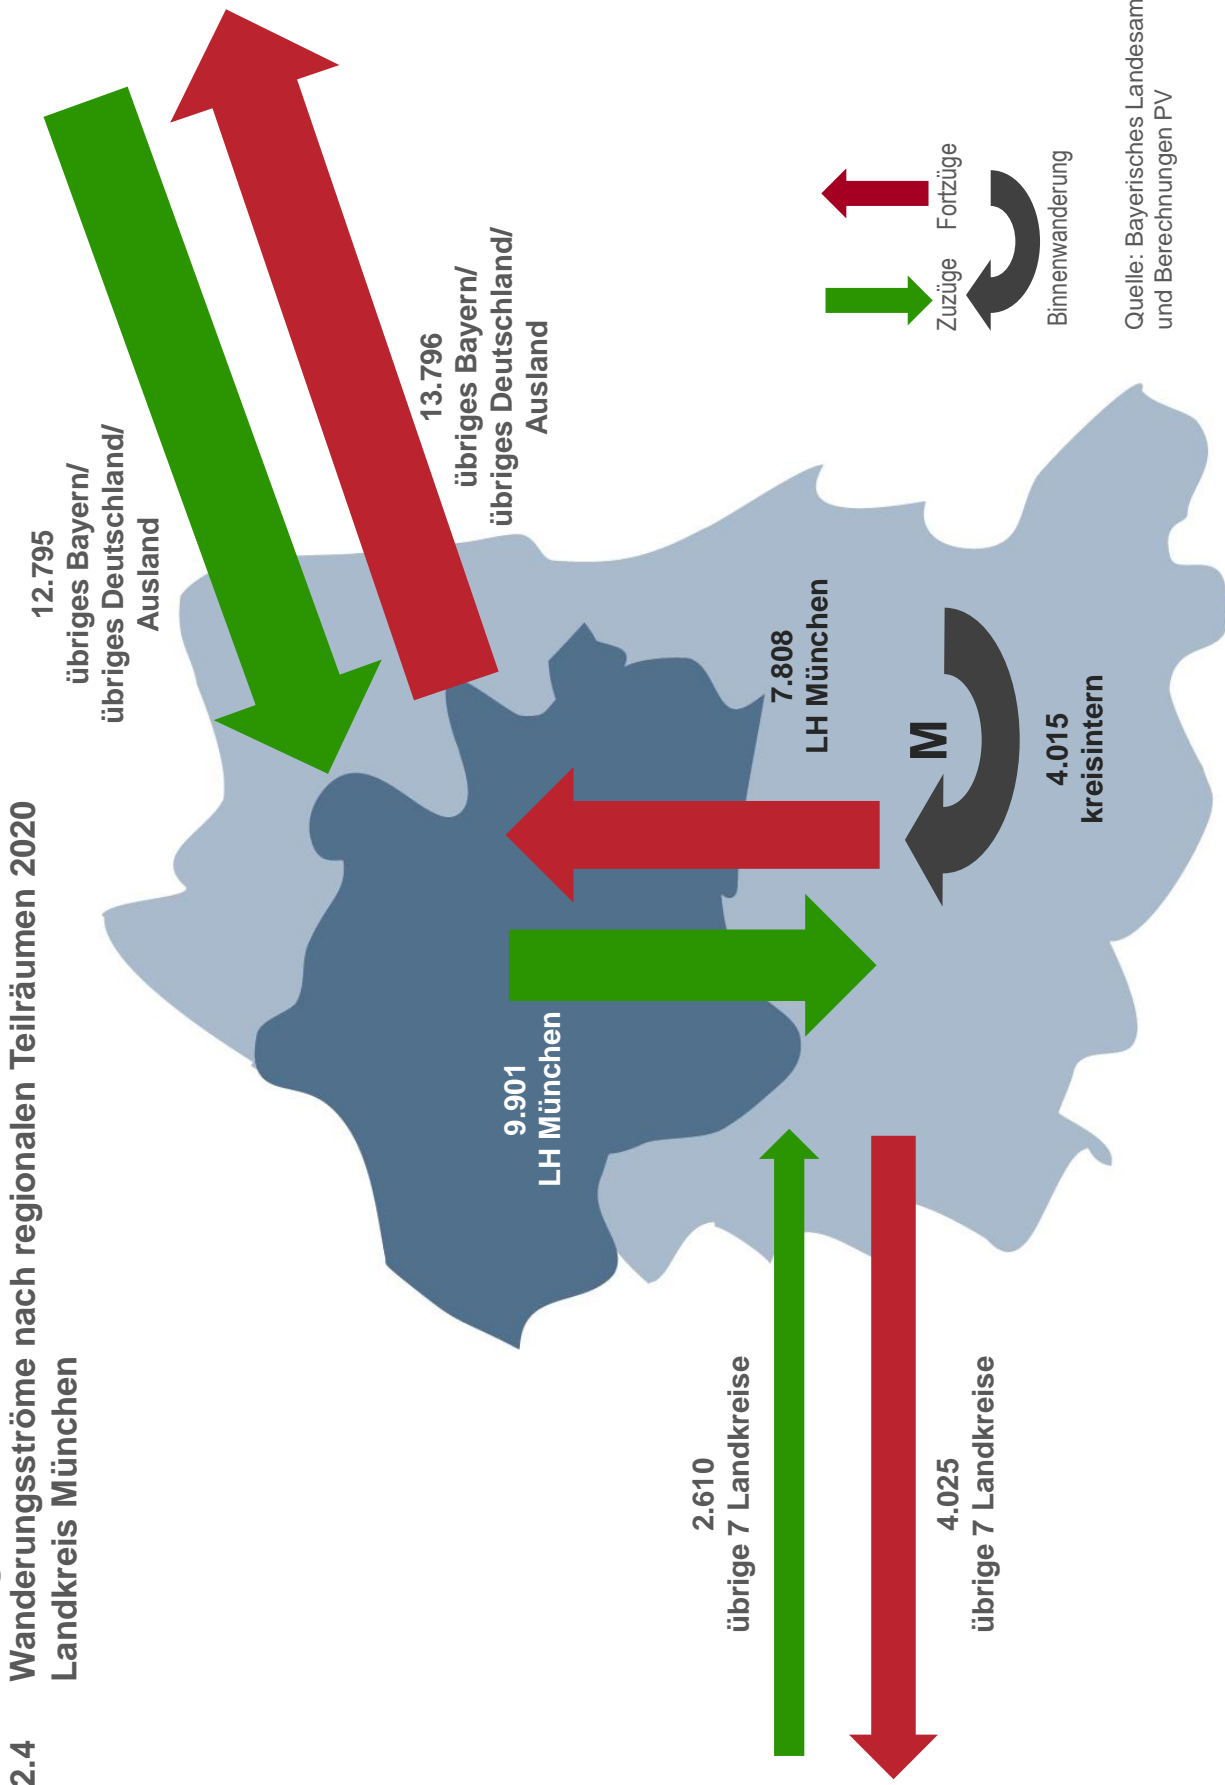 2.4 Wanderungsströme nach regionalen Teilräumen 2020
Landkreis München
12.795
übriges Bayern/
übriges Deutschland/
Ausland
13.796
übriges Bayern/
übriges Deutschland/
Ausland
9.901
LH München
7.808
LH München
M
4.015
kreisintern
2.610
übrige 7 Landkreise
4.025
übrige 7 Landkreise
Zuzüge Fortzüge
Binnenwanderung
Quelle: Bayerisches Landesam
und Berechnungen PV